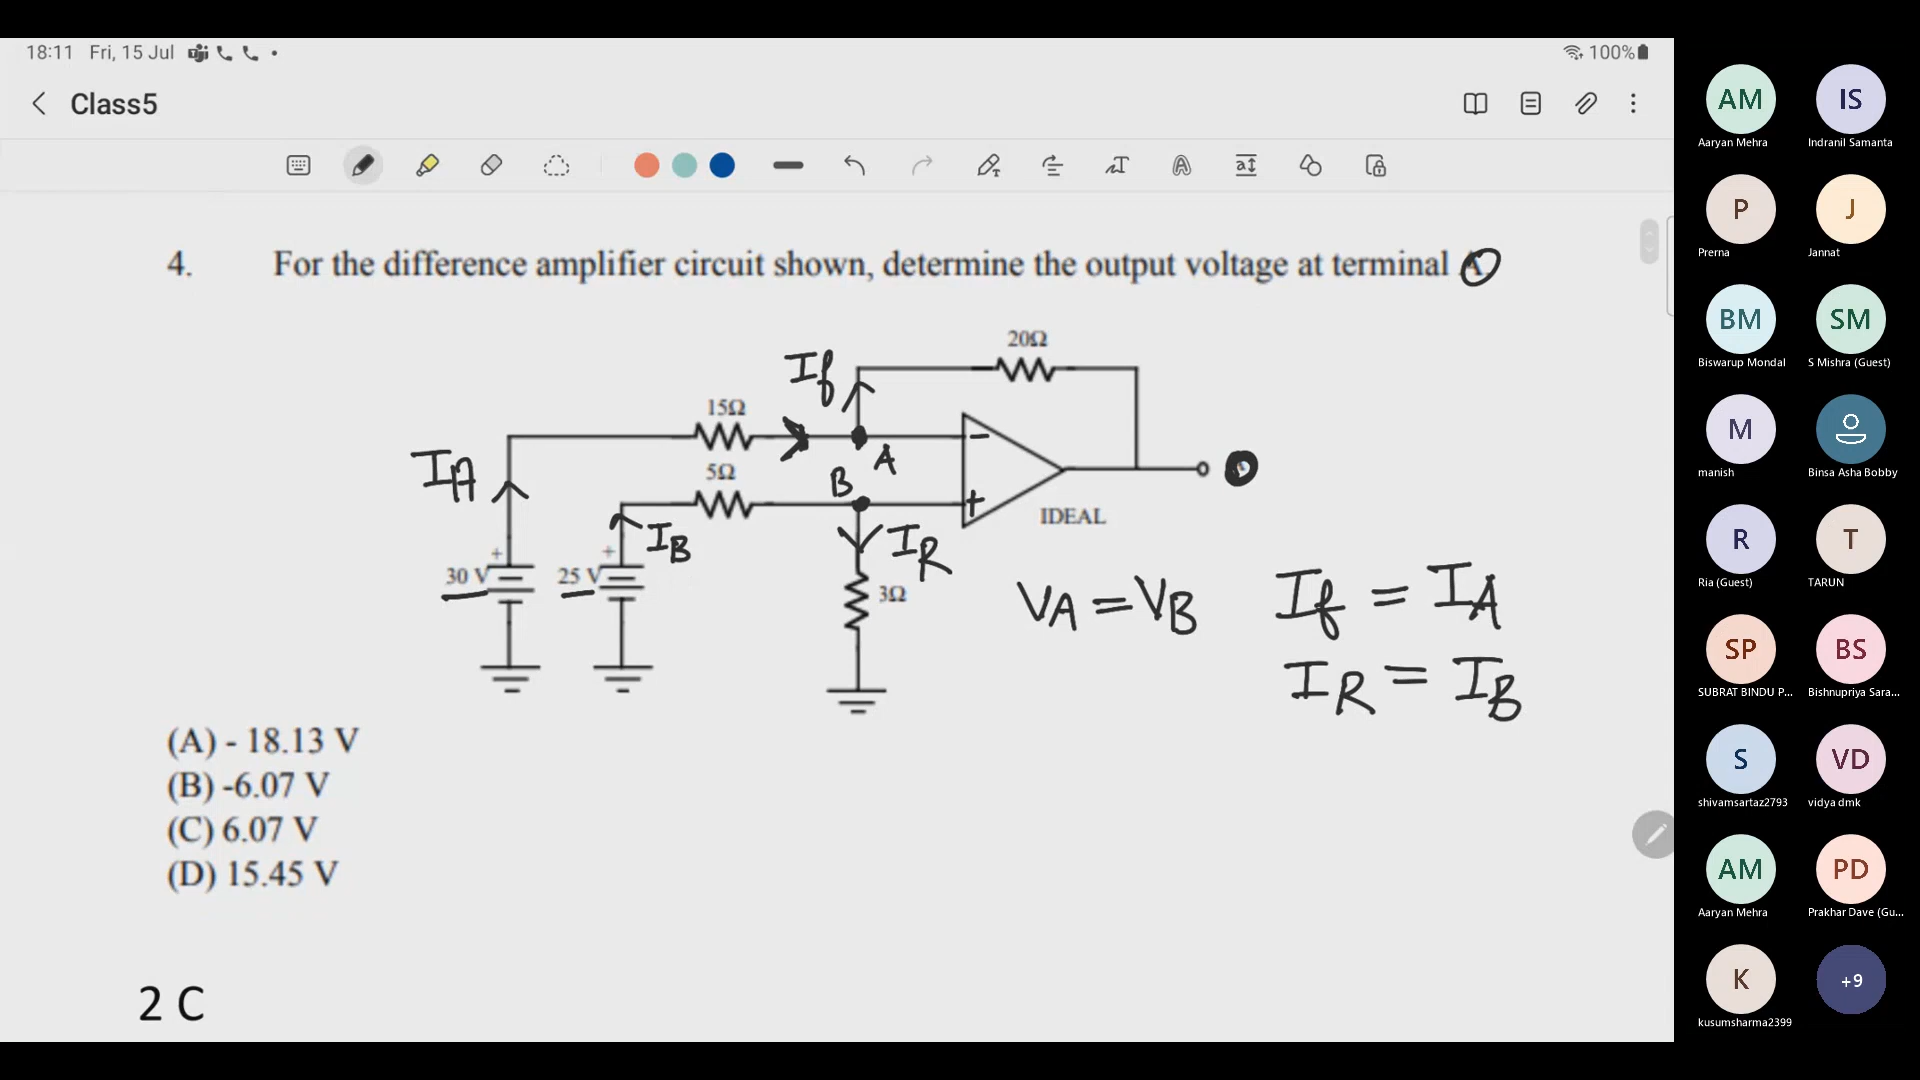 18:11 Fri, 15 Jul
100%
Class5
4. For the difference amplifier circuit shown, determine the output voltage at terminal
20Ω
If
15Ω
IA
A
5Ω
B
IB
IR
IDEAL
+
+
30 V
25 V
3Ω
VA = VB
If = IA
IR = IB
(A) - 18.13 V
(B) -6.07 V
(C) 6.07 V
(D) 15.45 V
2 C
AM
Aaryan Mehra
IS
Indranil Samanta
P
Prerna
J
Jannat
BM
Biswarup Mondal
SM
S Mishra (Guest)
M
manish
Binsa Asha Bobby
R
Ria (Guest)
T
TARUN
SP
SUBRAT BINDU P...
BS
Bishnupriya Sara...
S
shivamsartaz2793
VD
vidya dmk
AM
Aaryan Mehra
PD
Prakhar Dave (Gu...
K
kusumsharma2399
+9